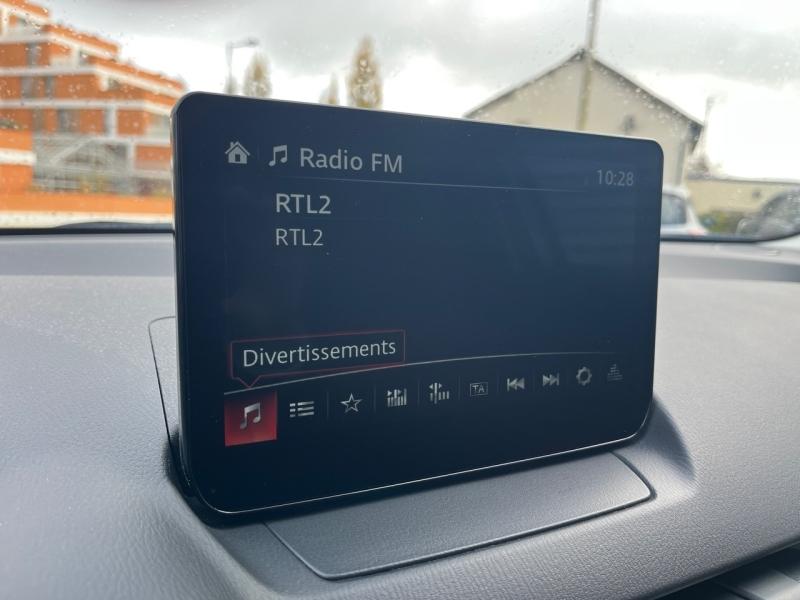 Radio FM
10:28
RTL2
RTL2
Divertissements
TA